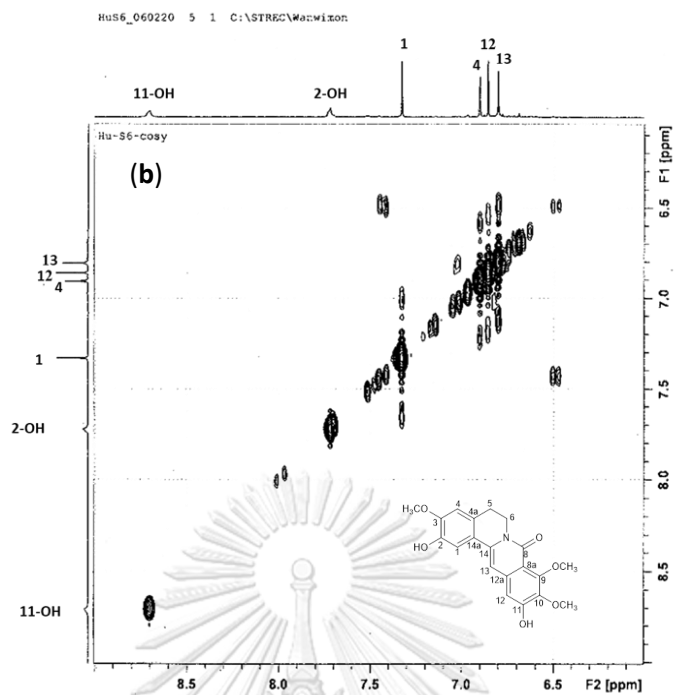 HuS6_060220 5 1 C:\STREC\Wanwimon
1
12
4
13
11-OH
2-OH
Hu-S6-cosy
(b)
F1 [ppm]
6.5
7.0
7.5
8.0
8.5
13
12
4
1
2-OH
11-OH
4
5
H3CO
3
4a
6
2
14a
N
O
HO
1
14
8
13
8a
9
OCH3
12a
12
10
OCH3
11
OH
8.5
8.0
7.5
7.0
6.5
F2 [ppm]